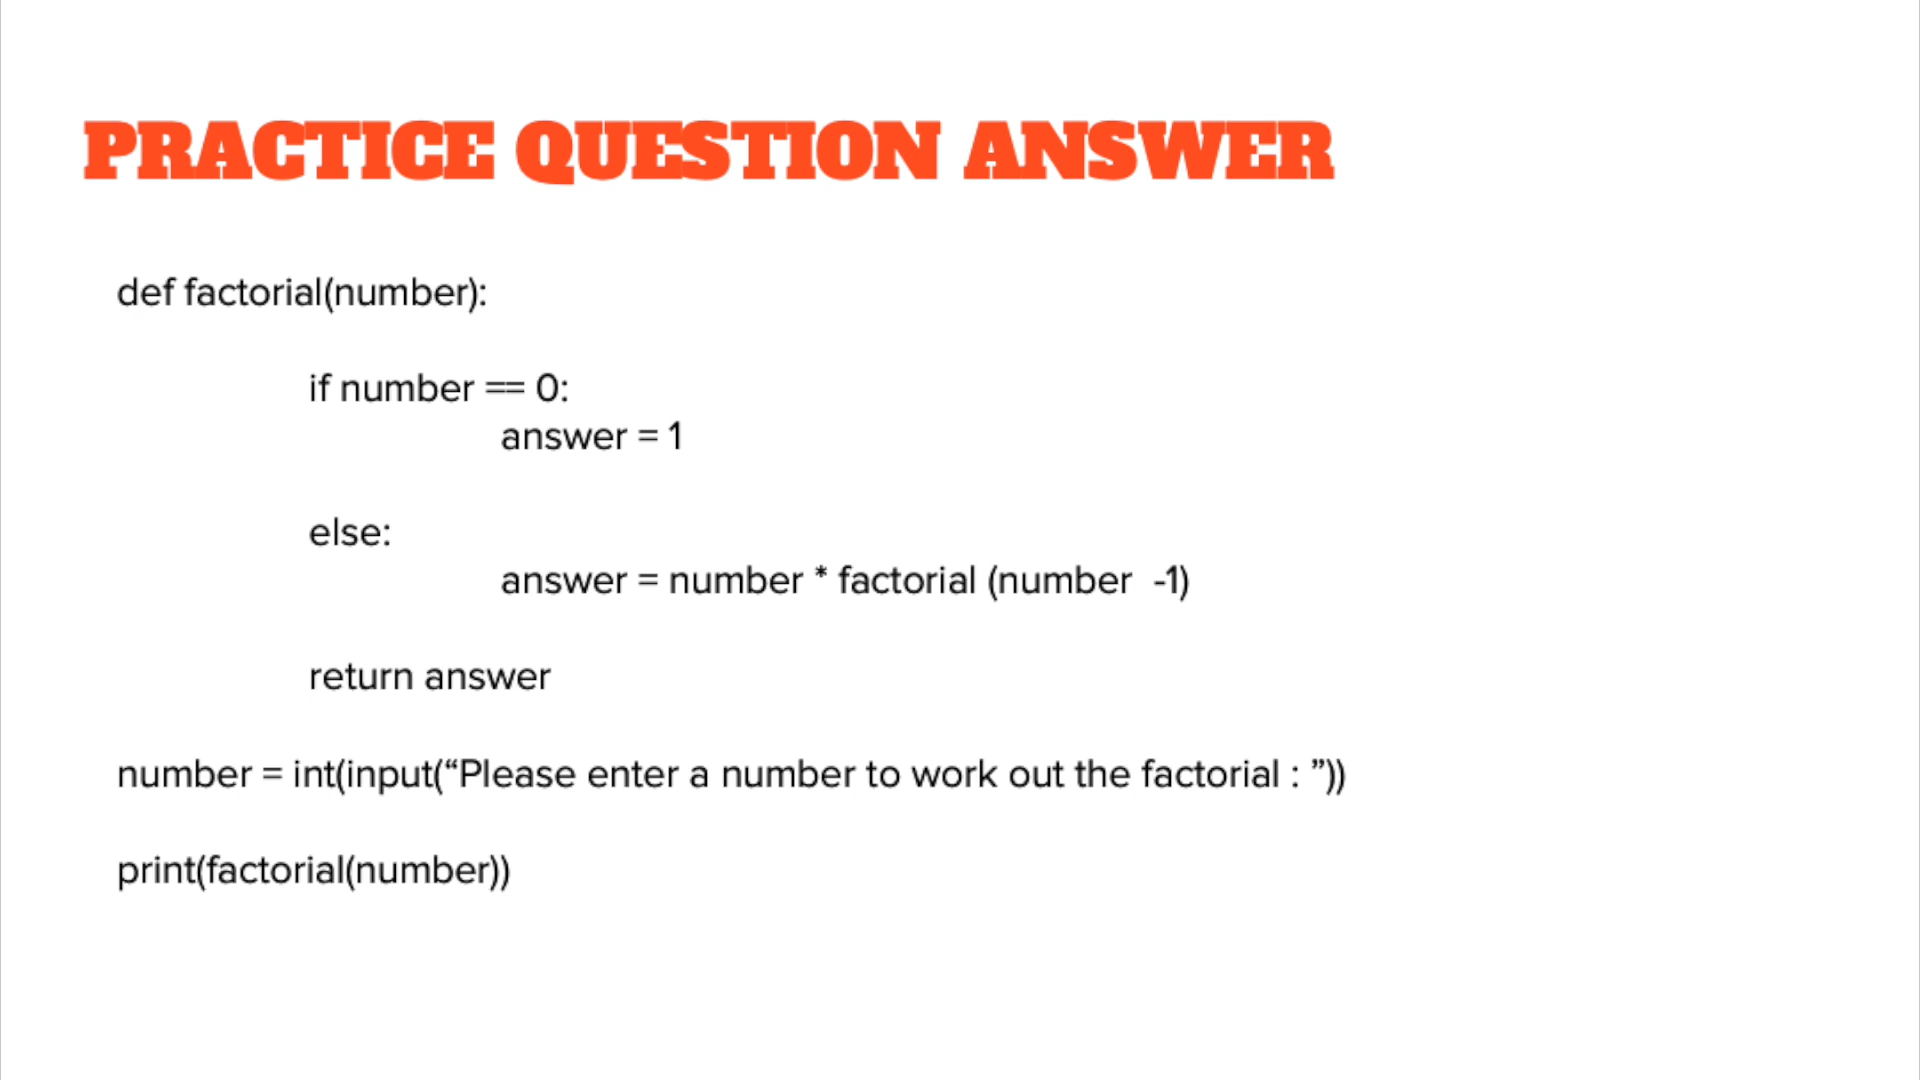 PRACTICE QUESTION ANSWER
def factorial(number):
if number == 0:
answer = 1
else:
answer = number * factorial (number  -1)
return answer
number = int(input(“Please enter a number to work out the factorial : ”))
print(factorial(number))